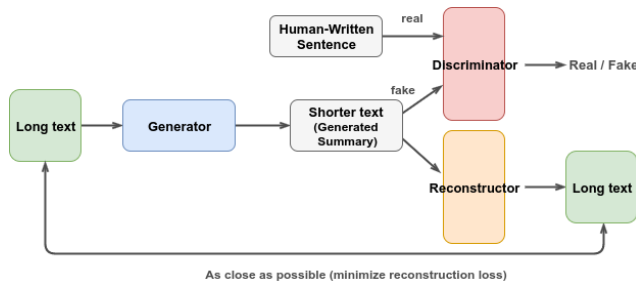 Human-Written
Sentence
real
Discriminator
Real / Fake
fake
Long text
Generator
Shorter text
(Generated
Summary)
Reconstructor
Long text
As close as possible (minimize reconstruction loss)